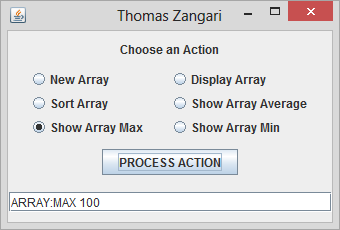 Thomas Zangari
Choose an Action
New Array Display Array
Sort Array Show Array Average
Show Array Max Show Array Min
PROCESS ACTION
ARRAY:MAX 100